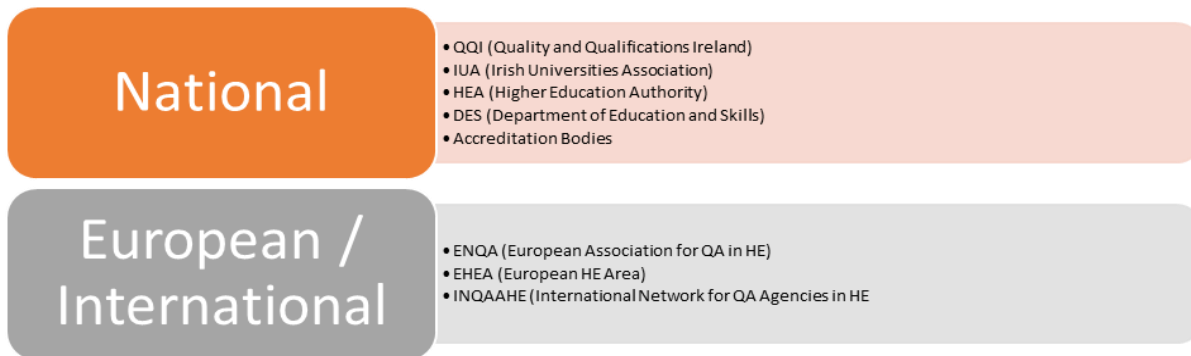 National
• QQI (Quality and Qualifications Ireland)
• IUA (Irish Universities Association)
• HEA (Higher Education Authority)
• DES (Department of Education and Skills)
• Accreditation Bodies
European /
International
• ENQA (European Association for QA in HE)
• EHEA (European HE Area)
• INQAAHE (International Network for QA Agencies in HE